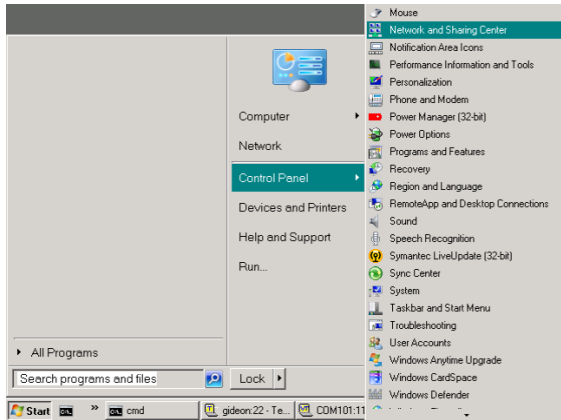 Computer
Network
Control Panel
Devices and Printers
Help and Support
Run...
All Programs
Search programs and files
Lock
Start
cmd
gideon:22 - Te...
COM101:11
Mouse
Network and Sharing Center
Notification Area Icons
Performance Information and Tools
Personalization
Phone and Modem
Power Manager (32-bit)
Power Options
Programs and Features
Recovery
Region and Language
RemoteApp and Desktop Connections
Sound
Speech Recognition
Symantec LiveUpdate (32-bit)
Sync Center
System
Taskbar and Start Menu
Troubleshooting
User Accounts
Windows Anytime Upgrade
Windows CardSpace
Windows Defender